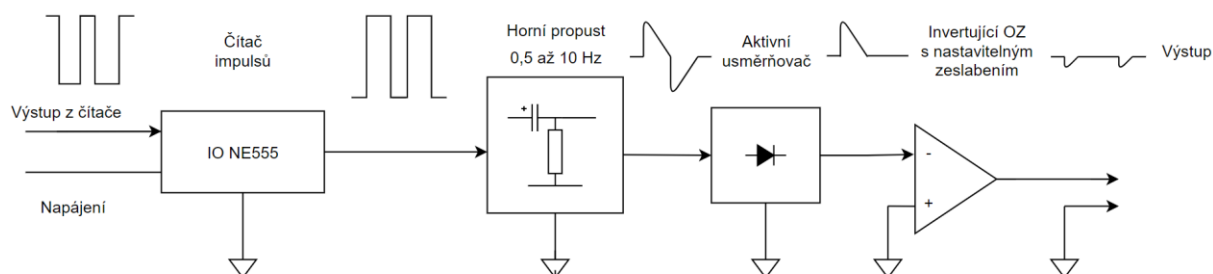 Čítač
impulsů
Horní propust
0,5 až 10 Hz
Aktivní
usměrňovač
Invertující OZ
s nastavitelným
zeslabením
Výstup
Výstup z čítače
IO NE555
Napájení
+
-
+